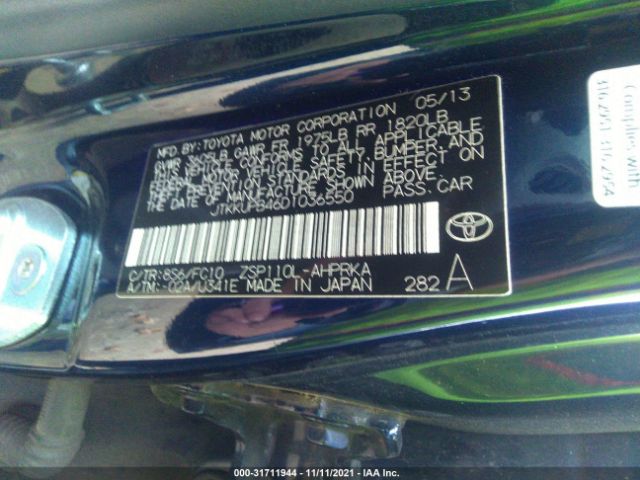 MFD. BY: TOYOTA MOTOR CORPORATION 05/13
GVWR 3605LB GAWR FR 1975LB RR 1820LB
THIS VEHICLE CONFORMS TO ALL APPLICABLE
FEDERAL MOTOR VEHICLE SAFETY, BUMPER, AND
THEFT PREVENTION STANDARDS IN EFFECT ON
THE DATE OF MANUFACTURE SHOWN ABOVE.
JTKKUPB46D1036550 PASS. CAR
C/TR: 8S6/FC10 ZSP110L-AHPRKA
A/TM: -02A/U341E MADE IN JAPAN 282 A
Complies With
000-31711944 - 11/11/2021 - IAA Inc.